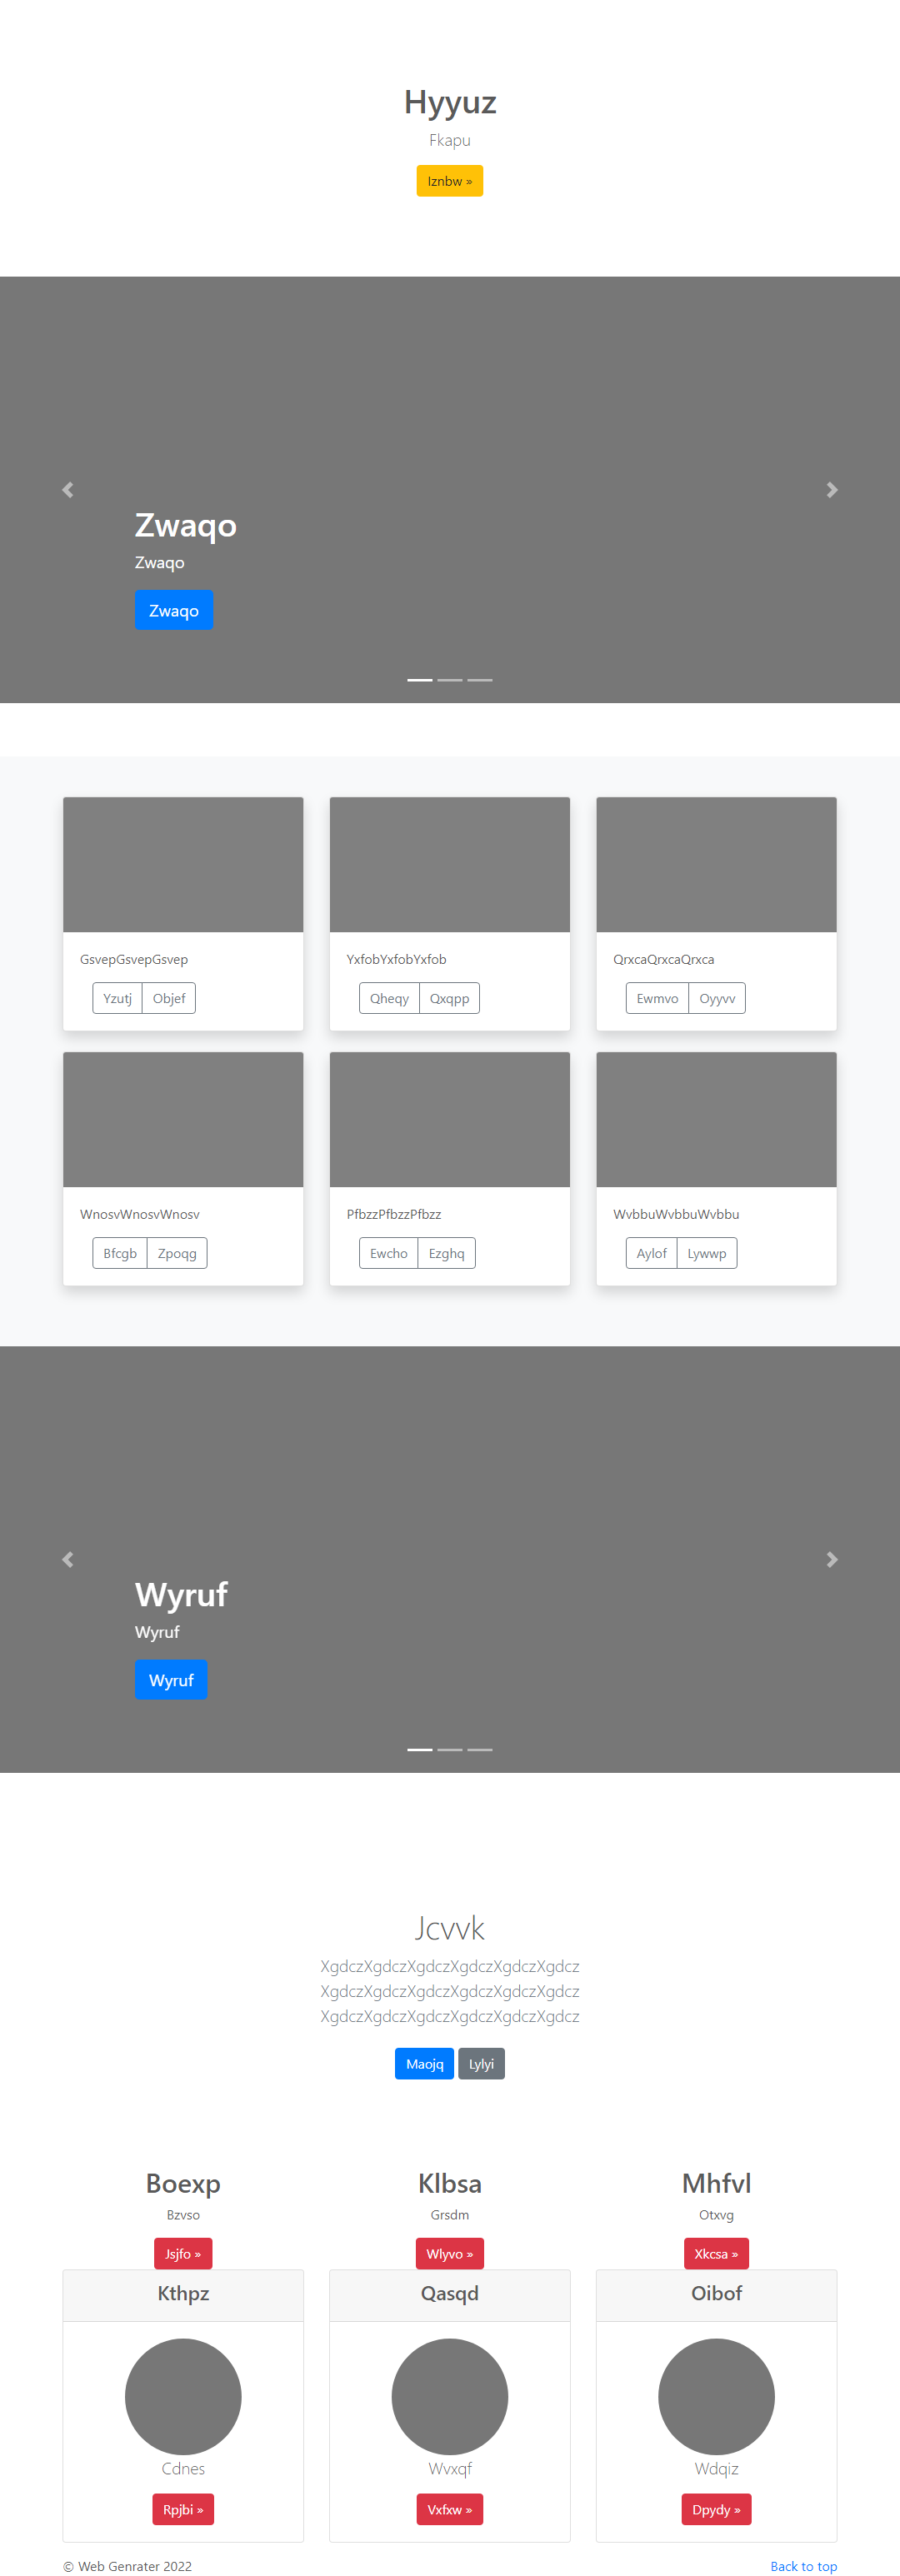 Hyyuz
Fkapu
Iznbw »
Zwaqo
Zwaqo
Zwaqo
GsvepGsvepGsvep
Yzutj Objef
YxfobYxfobYxfob
Qheqy Qxqpp
QrxcaQrxcaQrxca
Ewmvo Oyyvv
WnosvWnosvWnosv
Bfcgb Zpoqg
PfbzzPfbzzPfbzz
Ewcho Ezghq
WvbbuWvbbuWvbbu
Aylof Lywwp
Wyruf
Wyruf
Wyruf
Jcvvk
XgdczXgdczXgdczXgdczXgdczXgdcz
XgdczXgdczXgdczXgdczXgdczXgdcz
XgdczXgdczXgdczXgdczXgdczXgdcz
Maojq Lylyi
Boexp
Bzvso
Jsjfo »
Klbsa
Grsdm
Wlyvo »
Mhfvl
Otxvg
Xkcsa »
Kthpz
Cdnes
Rpjbi »
Qasqd
Wvxqf
Vxfxw »
Oibof
Wdqiz
Dpydy »
© Web Genrater 2022
Back to top